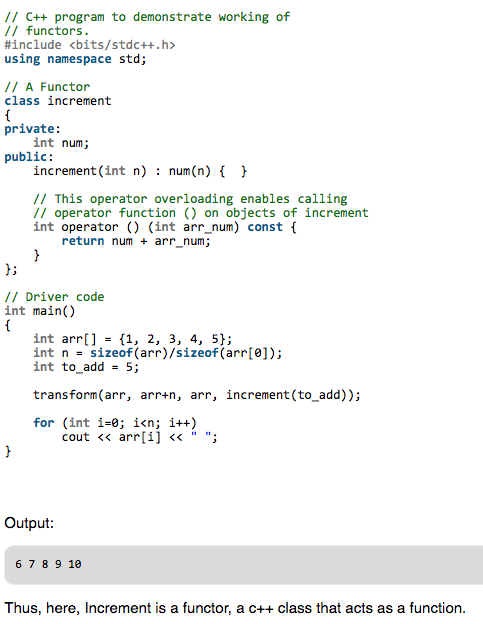 // C++ program to demonstrate working of
// functors.
#include <bits/stdc++.h>
using namespace std;

// A Functor
class increment
{
private:
    int num;
public:
    increment(int n) : num(n) {  }

    // This operator overloading enables calling
    // operator function () on objects of increment
    int operator () (int arr_num) const {
        return num + arr_num;
    }
};

// Driver code
int main()
{
    int arr[] = {1, 2, 3, 4, 5};
    int n = sizeof(arr)/sizeof(arr[0]);
    int to_add = 5;

    transform(arr, arr+n, arr, increment(to_add));

    for (int i=0; i<n; i++)
        cout << arr[i] << " ";
}

Output:

6 7 8 9 10

Thus, here, Increment is a functor, a c++ class that acts as a function.